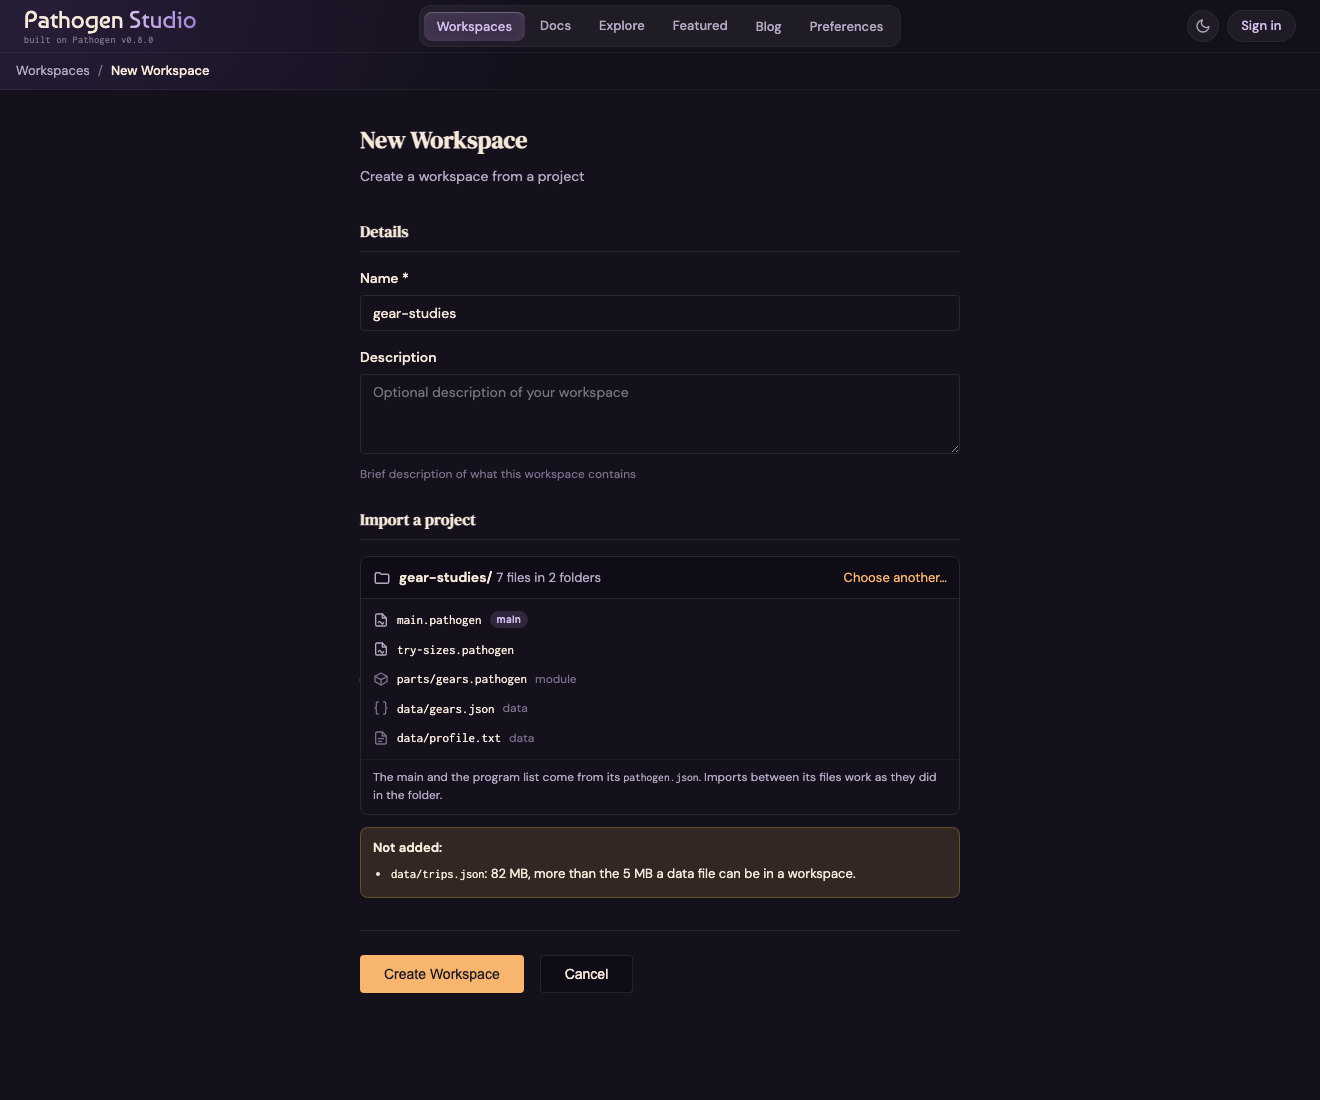 Pathogen Studio
built on Pathogen v0.8.0
Workspaces
Docs
Explore
Featured
Blog
Preferences
Sign in
Workspaces / New Workspace
New Workspace
Create a workspace from a project
Details
Name *
gear-studies
Description
Optional description of your workspace
Brief description of what this workspace contains
Import a project
gear-studies/ 7 files in 2 folders
Choose another…
main.pathogen main
try-sizes.pathogen
parts/gears.pathogen module
data/gears.json data
data/profile.txt data
The main and the program list come from its pathogen.json. Imports between its files work as they did
in the folder.
Not added:
• data/trips.json: 82 MB, more than the 5 MB a data file can be in a workspace.
Create Workspace
Cancel